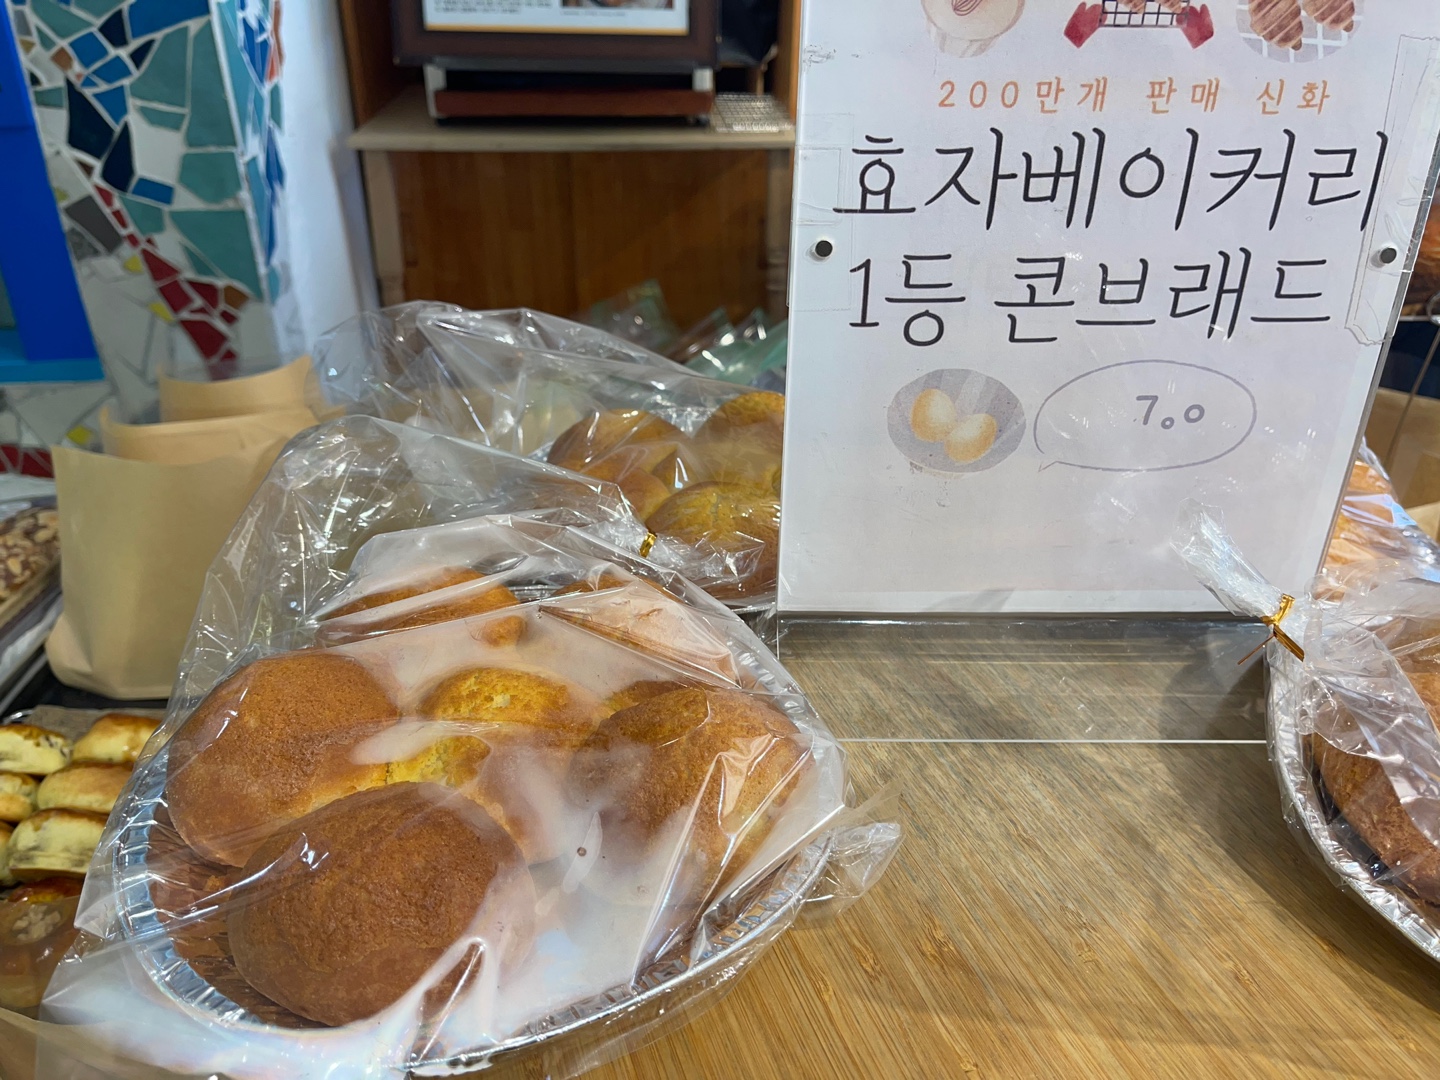 200만개 판매 신화
효자베이커리
1등 콘브래드
7.0